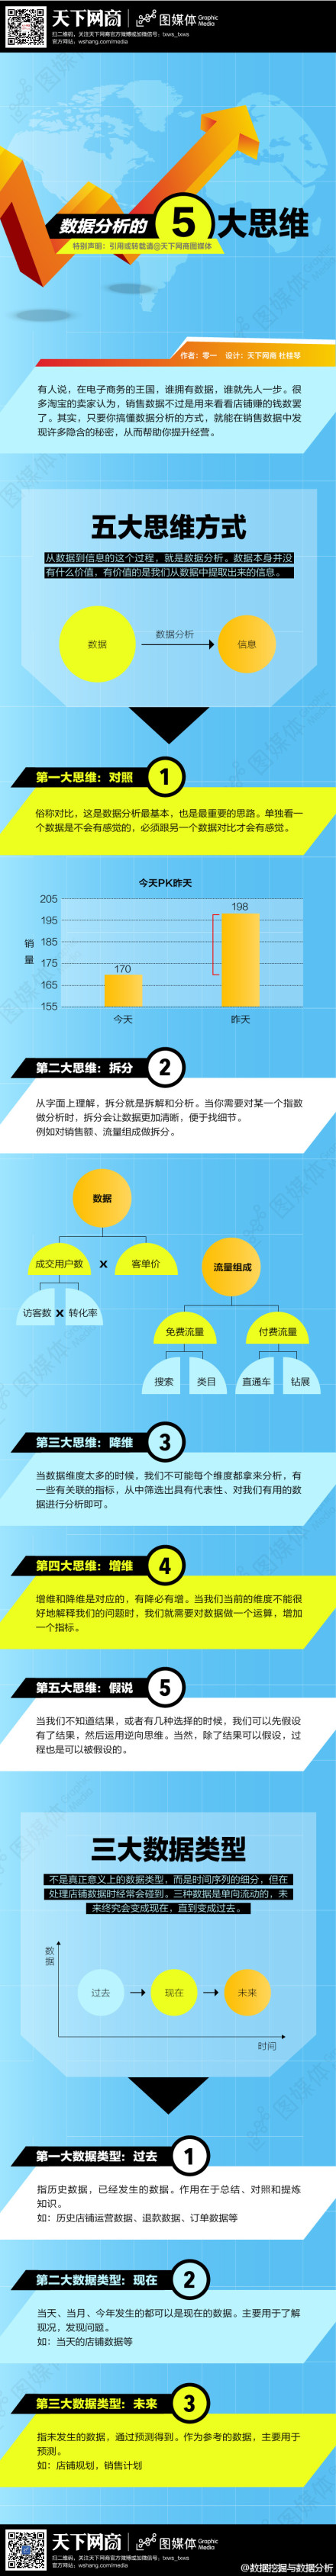 天下网商 图媒体 Graphic Media
扫二维码，关注天下网商官方微博或加微信号：txws_txws
官方网站：wshang.com/media
数据分析的 5 大思维
特别声明：引用或转载请@天下网商图媒体
作者：零一 设计：天下网商 杜桂琴
有人说，在电子商务的王国，谁拥有数据，谁就先人一步。很
多淘宝的卖家认为，销售数据不过是用来看看店铺赚的钱数罢
了。其实，只要你搞懂数据分析的方式，就能在销售数据中发
现许多隐含的秘密，从而帮助你提升经营。
五大思维方式
从数据到信息的这个过程，就是数据分析。数据本身并没
有什么价值，有价值的是我们从数据中提取出来的信息。
数据 数据分析 信息
第一大思维：对照 1
俗称对比，这是数据分析最基本，也是最重要的思路。单独看一
个数据是不会有感觉的，必须跟另一个数据对比才会有感觉。
今天PK昨天
销量
205
195
185
175
165
155
170
198
今天 昨天
第二大思维：拆分 2
从字面上理解，拆分就是拆解和分析。当你需要对某一个指数
做分析时，拆分会让数据更加清晰，便于找细节。
例如对销售额、流量组成做拆分。
数据
成交用户数 X 客单价
访客数 X 转化率
流量组成
免费流量 付费流量
搜索 类目 直通车 钻展
第三大思维：降维 3
当数据维度太多的时候，我们不可能每个维度都拿来分析，有
一些有关联的指标，从中筛选出具有代表性、对我们有用的数
据进行分析即可。
第四大思维：增维 4
增维和降维是对应的，有降必有增。当我们当前的维度不能很
好地解释我们的问题时，我们就需要对数据做一个运算，增加
一个指标。
第五大思维：假说 5
当我们不知道结果，或者有几种选择的时候，我们可以先假设
有了结果，然后运用逆向思维。当然，除了结果可以假设，过
程也是可以被假设的。
三大数据类型
不是真正意义上的数据类型，而是时间序列的细分，但在
处理店铺数据时经常会碰到。三种数据是单向流动的，未
来终究会变成现在，直到变成过去。
数据
过去 现在 未来
时间
第一大数据类型：过去 1
指历史数据，已经发生的数据。作用在于总结、对照和提炼
知识。
如：历史店铺运营数据、退款数据、订单数据等
第二大数据类型：现在 2
当天、当月、今年发生的都可以是现在的数据。主要用于了解
现况，发现问题。
如：当天的店铺数据等
第三大数据类型：未来 3
指未发生的数据，通过预测得到。作为参考的数据，主要用于
预测。
如：店铺规划，销售计划
天下网商 图媒体 Graphic Media
扫二维码，关注天下网商官方微博或加微信号：txws_txws
官方网站：wshang.com/media
@数据挖掘与数据分析